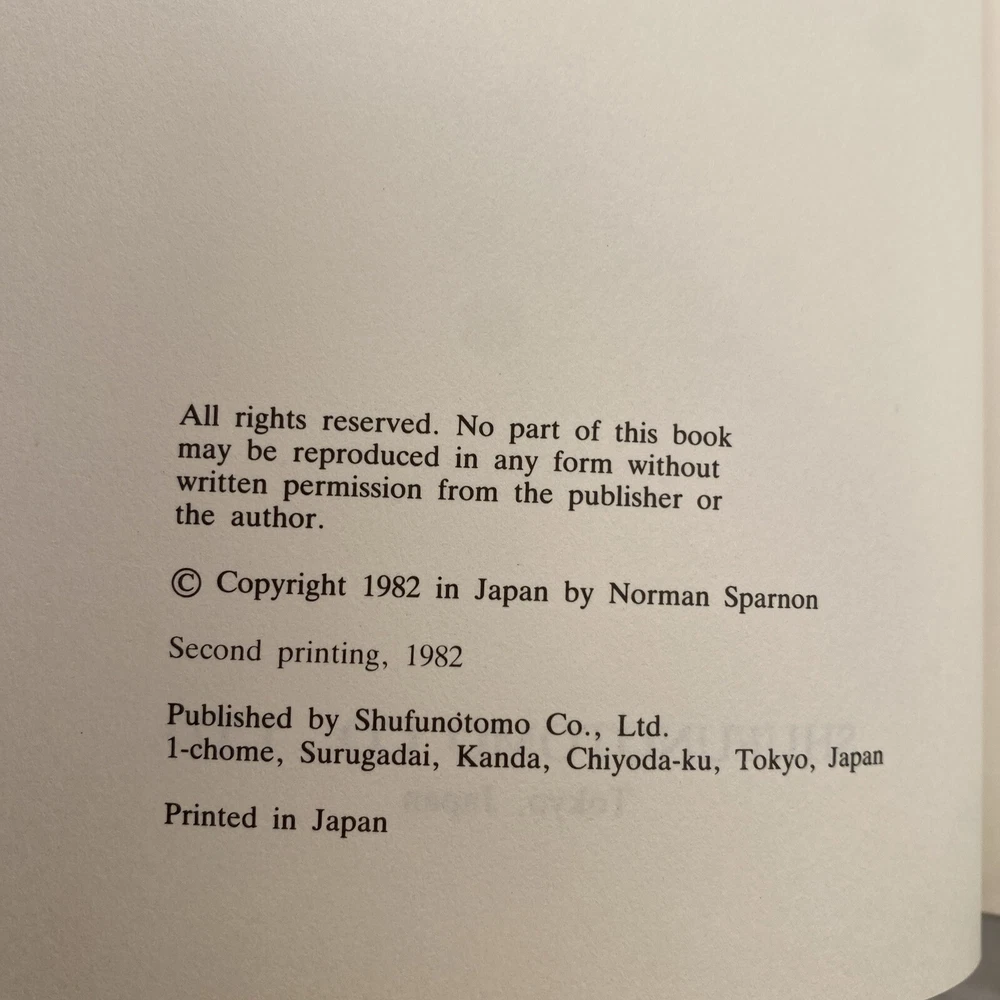 All rights reserved. No part of this book
may be reproduced in any form without
written permission from the publisher or
the author.
© Copyright 1982 in Japan by Norman Sparnon
Second printing, 1982
Published by Shufunotomo Co., Ltd.
1-chome, Surugadai, Kanda, Chiyoda-ku, Tokyo, Japan
Printed in Japan